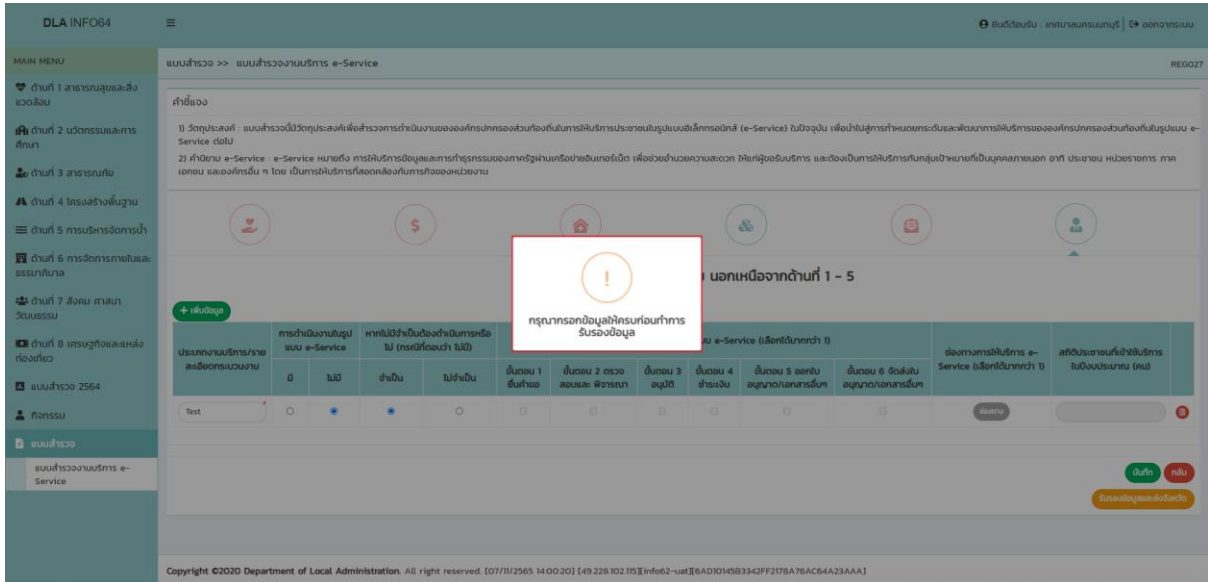 DLA INFO64
ยินดีต้อนรับ : เทศบาลนครนนทบุรี | ออกจากระบบ
MAIN MENU
แบบสำรวจ >> แบบสำรวจงานบริการ e-Service
REG027
ด้านที่ 1 สาธารณสุขและสิ่ง
แวดล้อม
ด้านที่ 2 นวัตกรรมและการ
ศึกษา
ด้านที่ 3 สาธารณภัย
ด้านที่ 4 โครงสร้างพื้นฐาน
ด้านที่ 5 การบริหารจัดการน้ำ
ด้านที่ 6 การจัดการภายในและ
ธรรมาภิบาล
ด้านที่ 7 สังคม ศาสนา
วัฒนธรรม
ด้านที่ 8 เศรษฐกิจและแหล่ง
ท่องเที่ยว
แบบสำรวจ 2564
กิจกรรม
แบบสำรวจ
แบบสำรวจงานบริการ e-
Service
คำชี้แจง
1) วัตถุประสงค์ : แบบสำรวจนี้มีวัตถุประสงค์เพื่อสำรวจการดำเนินงานขององค์กรปกครองส่วนท้องถิ่นในการให้บริการประชาชนในรูปแบบอิเล็กทรอนิกส์ (e-Service) ในปัจจุบัน เพื่อนำไปสู่การกำหนดยกระดับและพัฒนาการให้บริการขององค์กรปกครองส่วนท้องถิ่นในรูปแบบ e-
Service ต่อไป
2) คำนิยาม e-Service : e-Service หมายถึง การให้บริการข้อมูลและการทำธุรกรรมของภาครัฐผ่านเครือข่ายอินเทอร์เน็ต เพื่อช่วยอำนวยความสะดวก ให้แก่ผู้ขอรับบริการ และต้องเป็นการให้บริการกับกลุ่มเป้าหมายที่เป็นบุคคลภายนอก อาทิ ประชาชน หน่วยราชการ ภาค
เอกชน และองค์กรอื่น ๆ โดย เป็นการให้บริการที่สอดคล้องกับภารกิจของหน่วยงาน
นอกเหนือจากด้านที่ 1 - 5
กรุณากรอกข้อมูลให้ครบก่อนทำการ
รับรองข้อมูล
+ เพิ่มข้อมูล
ประเภทงานบริการ/ราย
ละเอียดกระบวนงาน
การดำเนินงานในรูป
แบบ e-Service
หากไม่มีจำเป็นต้องดำเนินการหรือ
ไม่ (กรณีที่ตอบว่า ไม่มี)
บบ e-Service (เลือกได้มากกว่า 1)
ช่องทางการให้บริการ e-
Service (เลือกได้มากกว่า 1)
สถิติประชาชนที่เข้าใช้บริการ
ในปีงบประมาณ (คน)
มี
ไม่มี
จำเป็น
ไม่จำเป็น
ขั้นตอน 1
ยื่นคำขอ
ขั้นตอน 2 ตรวจ
สอบและ พิจารณา
ขั้นตอน 3
อนุมัติ
ขั้นตอน 4
ชำระเงิน
ขั้นตอน 5 ออกใบ
อนุญาต/เอกสารอื่นๆ
ขั้นตอน 6 จัดส่งใบ
อนุญาต/เอกสารอื่นๆ
Test
*
ช่องทาง
บันทึก
กลับ
รับรองข้อมูลและส่งจังหวัด
Copyright ©2020 Department of Local Administration. All right reserved. [07/11/2565 14:00:20] [49.228.102.115][info62-uat]